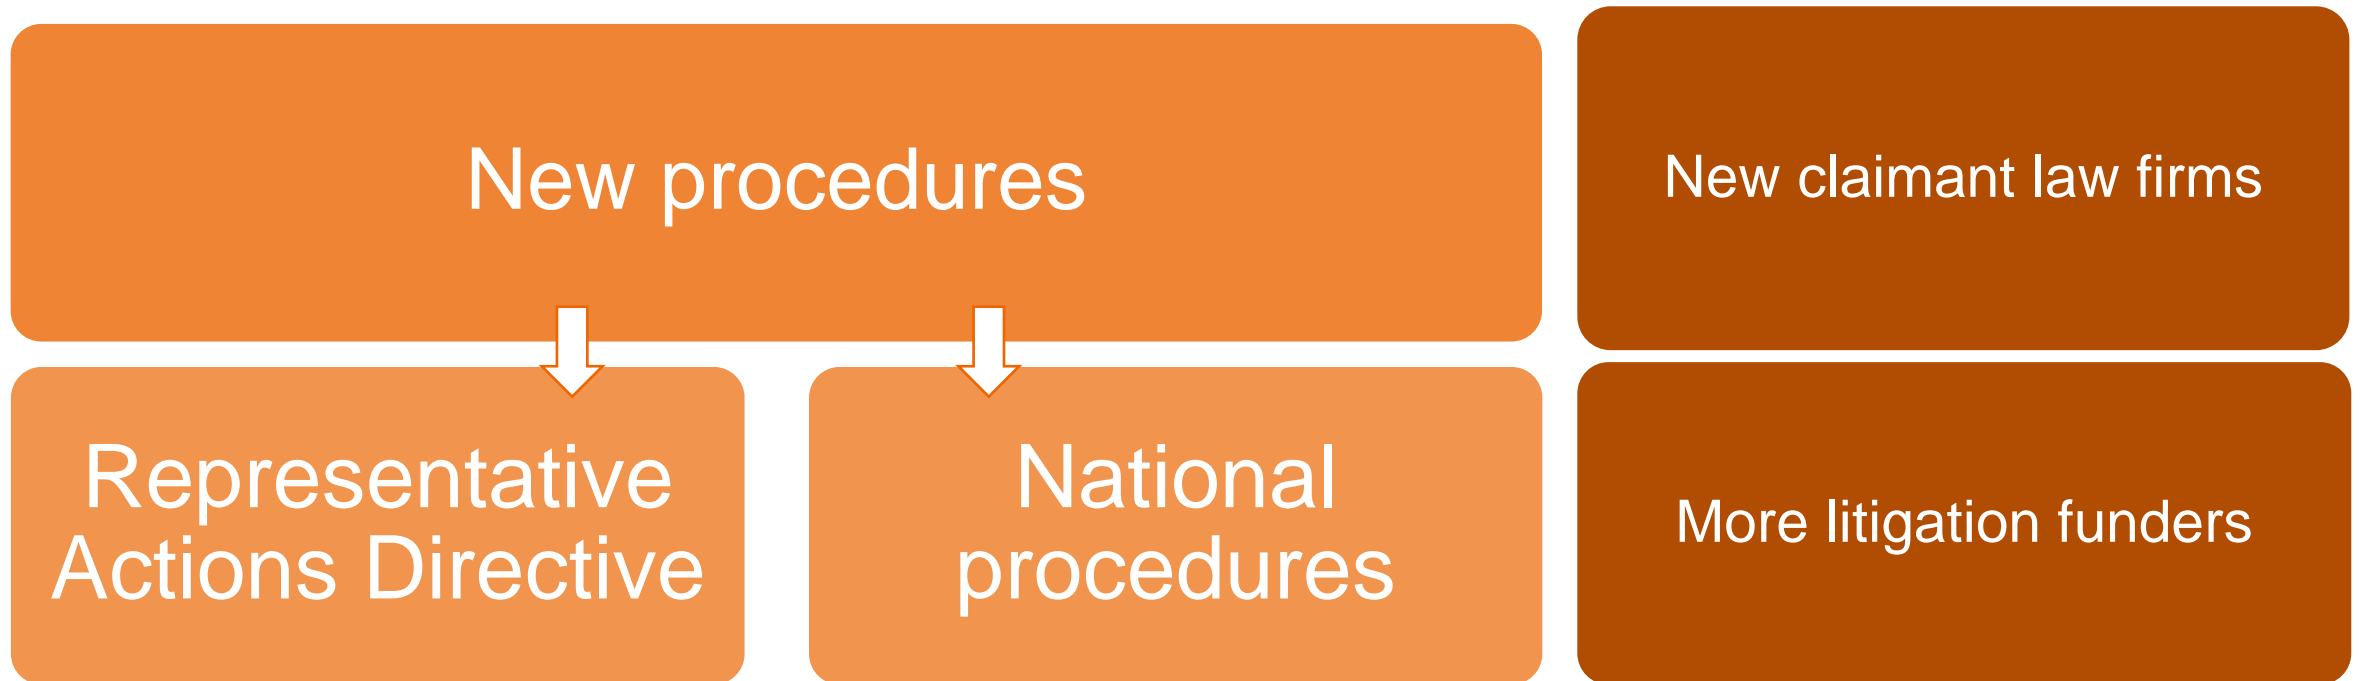 New procedures
New claimant law firms
Representative
Actions Directive
National
procedures
More litigation funders